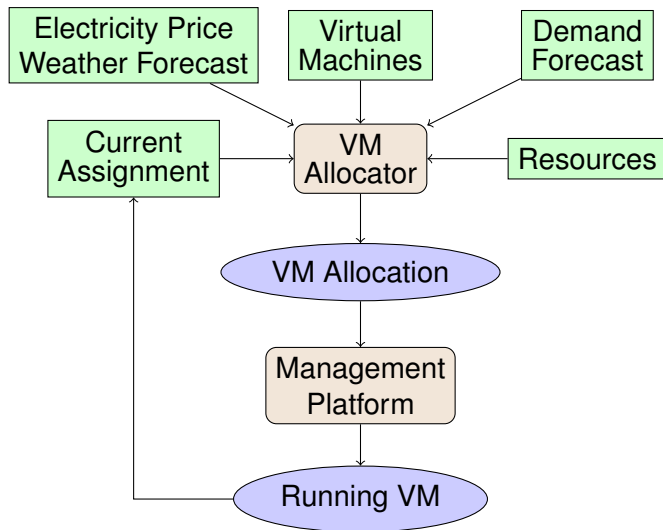 Electricity Price
Weather Forecast
Virtual
Machines
Demand
Forecast
Current
Assignment
VM
Allocator
Resources
VM Allocation
Management
Platform
Running VM